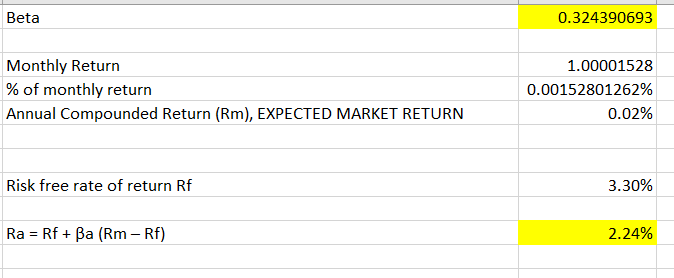 Beta 0.324390693
Monthly Return 1.00001528
% of monthly return 0.00152801262%
Annual Compounded Return (Rm), EXPECTED MARKET RETURN 0.02%
Risk free rate of return Rf 3.30%
Ra = Rf + βa (Rm – Rf) 2.24%